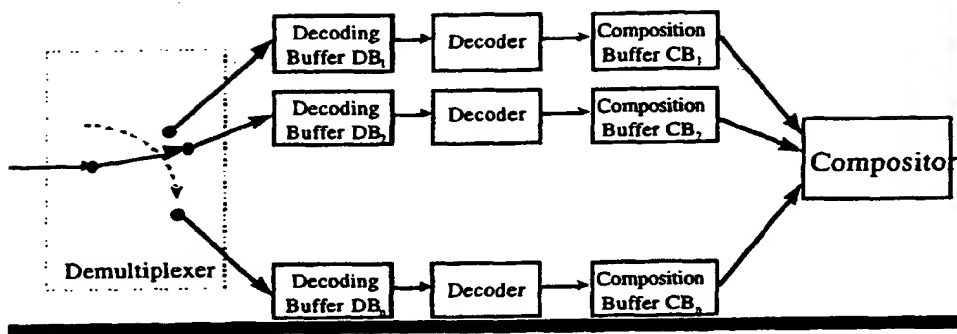 Decoding
Buffer DB1
Decoder
Composition
Buffer CB1
Decoding
Buffer DB2
Decoder
Composition
Buffer CB2
Compositor
Demultiplexer
Decoding
Buffer DBn
Decoder
Composition
Buffer CBn